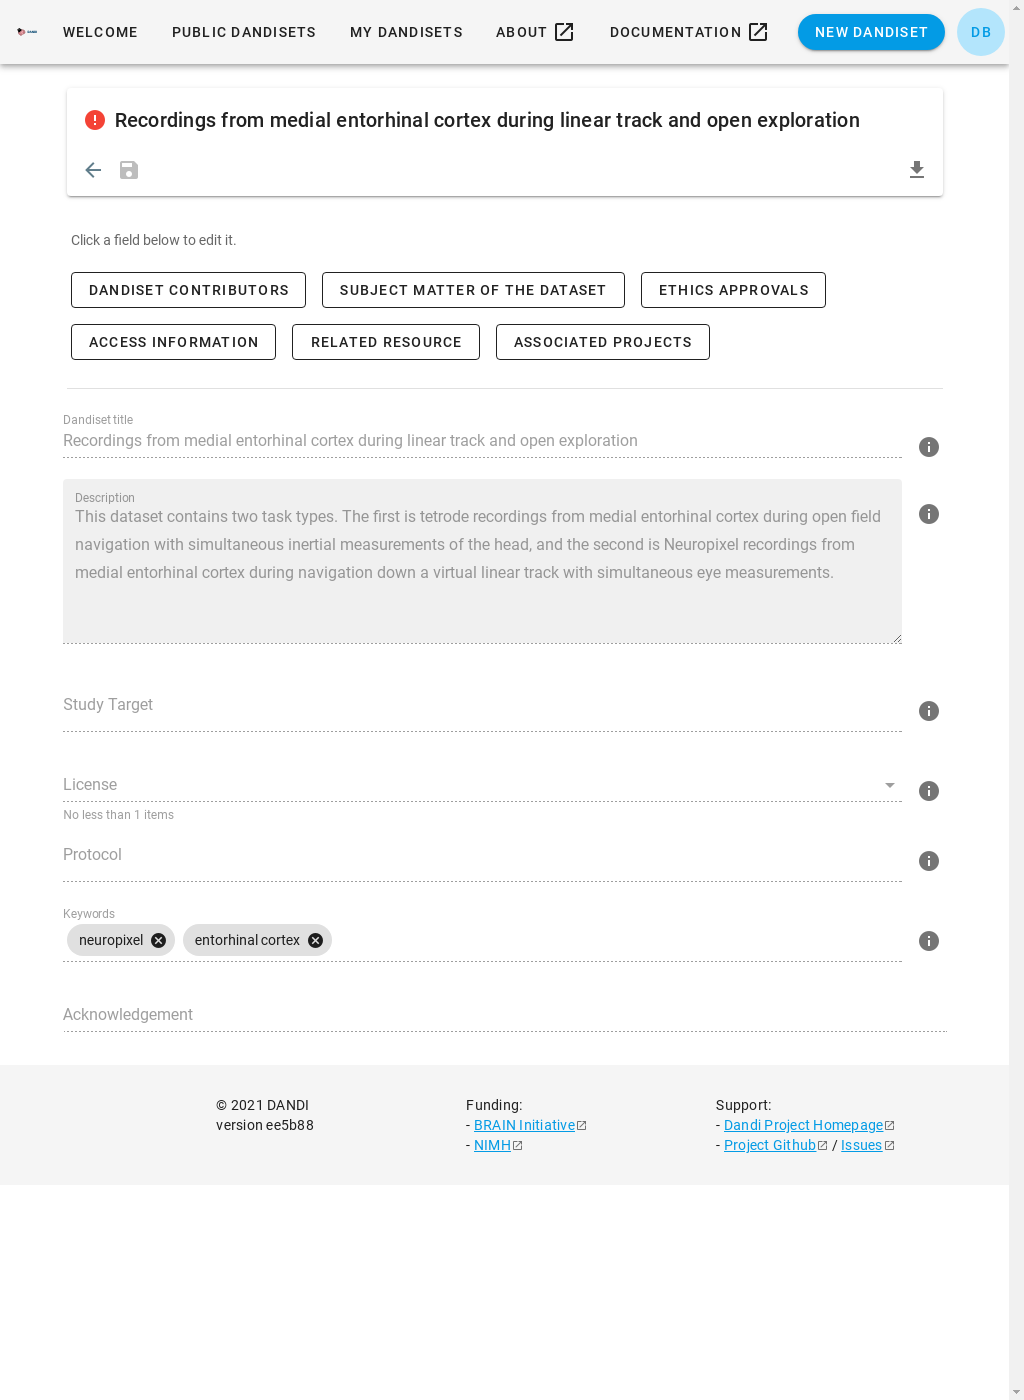 WELCOME PUBLIC DANDISETS MY DANDISETS ABOUT DOCUMENTATION NEW DANDISET DB
Recordings from medial entorhinal cortex during linear track and open exploration
Click a field below to edit it.
DANDISET CONTRIBUTORS SUBJECT MATTER OF THE DATASET ETHICS APPROVALS
ACCESS INFORMATION RELATED RESOURCE ASSOCIATED PROJECTS
Dandiset title
Recordings from medial entorhinal cortex during linear track and open exploration
Description
This dataset contains two task types. The first is tetrode recordings from medial entorhinal cortex during open field
navigation with simultaneous inertial measurements of the head, and the second is Neuropixel recordings from
medial entorhinal cortex during navigation down a virtual linear track with simultaneous eye measurements.
Study Target
License
No less than 1 items
Protocol
Keywords
neuropixel entorhinal cortex
Acknowledgement
© 2021 DANDI
version ee5b88
Funding:
- BRAIN Initiative
- NIMH
Support:
- Dandi Project Homepage
- Project Github / Issues